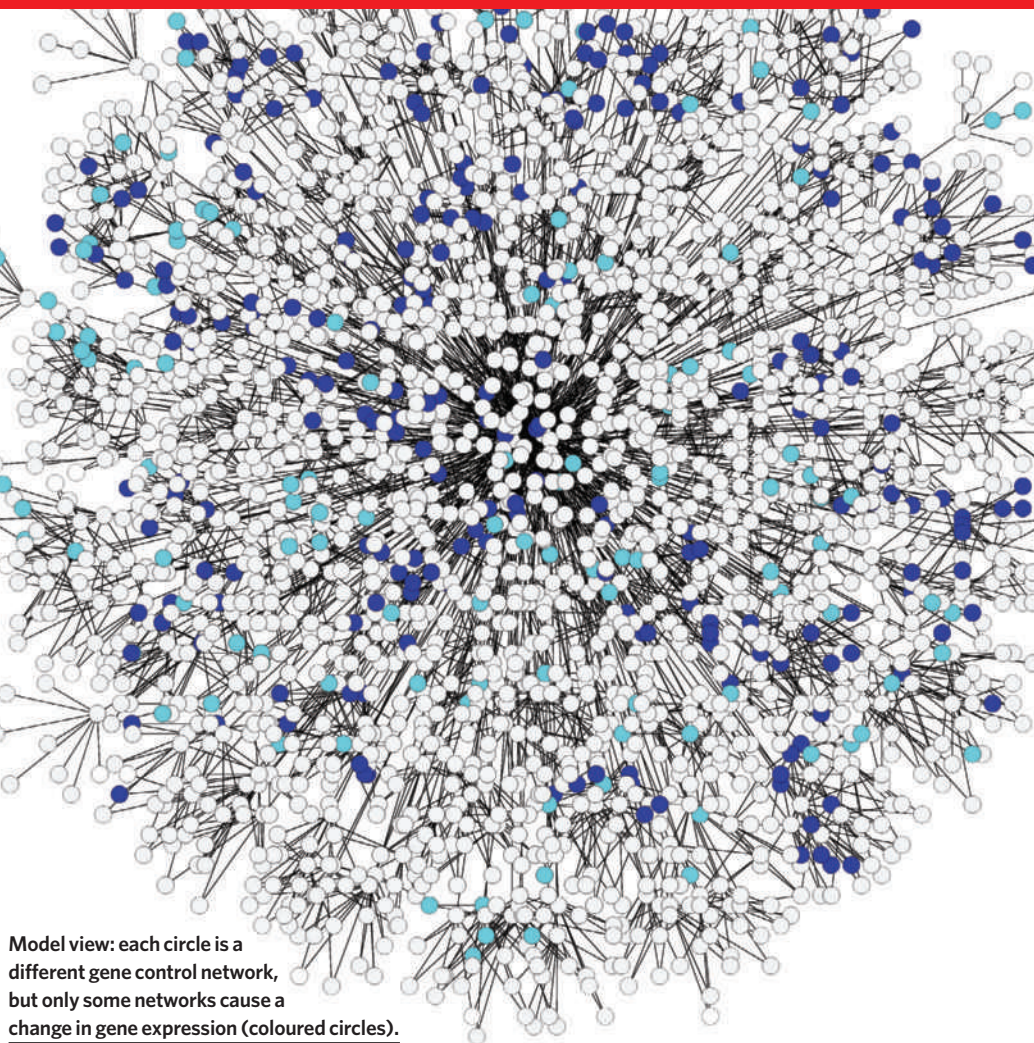 Model view: each circle is a
different gene control network,
but only some networks cause a
change in gene expression (coloured circles).